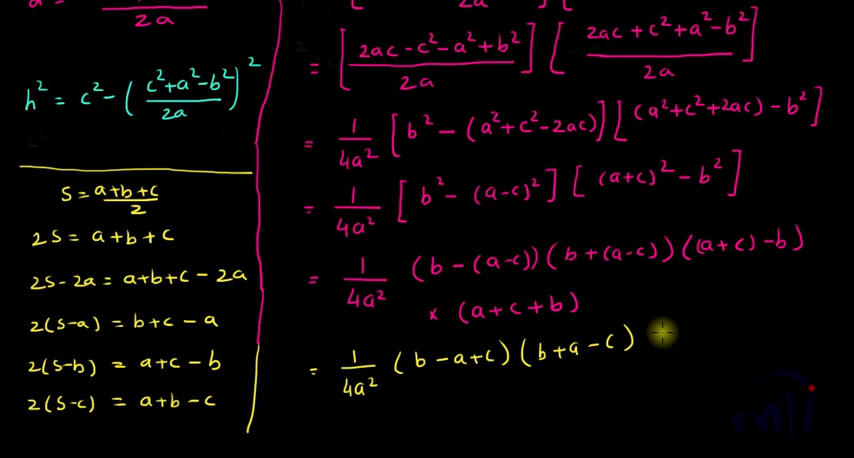 2a
h² = c² - ( c²+a²-b² / 2a )²
S = a+b+c / 2
2S = a+b+c
2S-2a = a+b+c - 2a
2(S-a) = b+c - a
2(S-b) = a+c - b
2(S-c) = a+b - c
2a
= [ 2ac - c² - a² + b² / 2a ] [ 2ac + c² + a² - b² / 2a ]
= 1/4a² [ b² - (a²+c²-2ac) ] [ (a²+c²+2ac) - b² ]
= 1/4a² [ b² - (a-c)² ] [ (a+c)² - b² ]
= 1/4a² (b - (a-c)) (b + (a-c)) ((a+c) - b)
× (a+c+b)
= 1/4a² (b - a + c) (b + a - c)